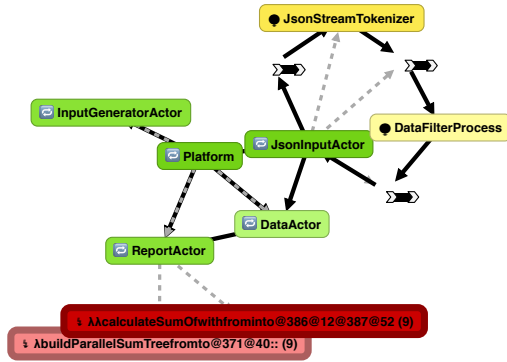 JsonStreamTokenizer
InputGeneratorActor
DataFilterProcess
JsonInputActor
Platform
DataActor
ReportActor
λλcalculateSumOfwithfrominto@386@12@387@52 (9)
λbuildParallelSumTreefromto@371@40:: (9)